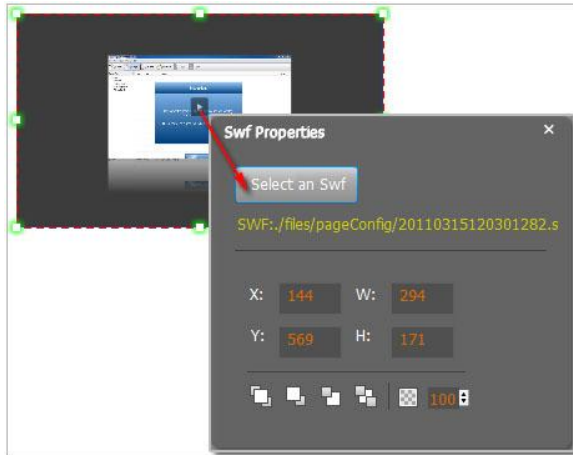 Swf Properties
Select an Swf
SWF:./files/pageConfig/20110315120301282.s
X: 144 W: 294
Y: 569 H: 171
100